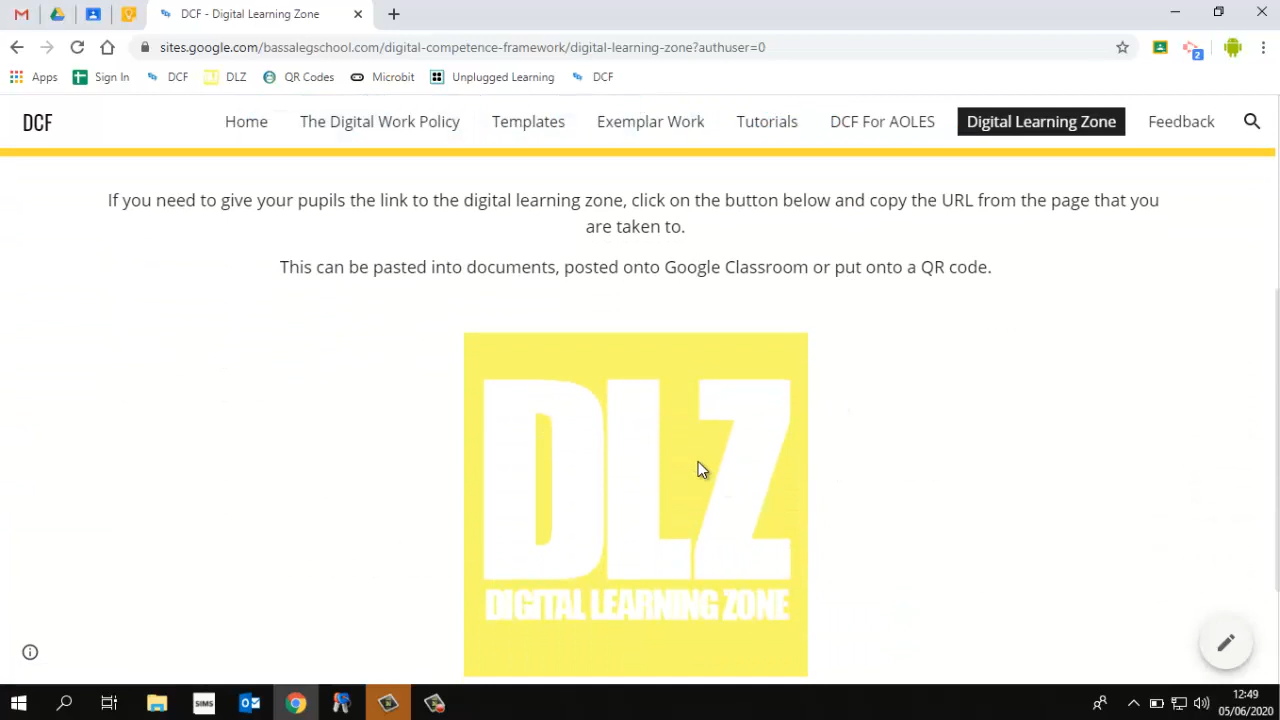 DCF - Digital Learning Zone
sites.google.com/bassalegschool.com/digital-competence-framework/digital-learning-zone?authuser=0
2
Apps Sign In DCF DLZ QR Codes Microbit Unplugged Learning DCF
DCF Home The Digital Work Policy Templates Exemplar Work Tutorials DCF For AOLES Digital Learning Zone Feedback
If you need to give your pupils the link to the digital learning zone, click on the button below and copy the URL from the page that you
are taken to.
This can be pasted into documents, posted onto Google Classroom or put onto a QR code.
DLZ
DIGITAL LEARNING ZONE
SIMS
12:49
05/06/2020